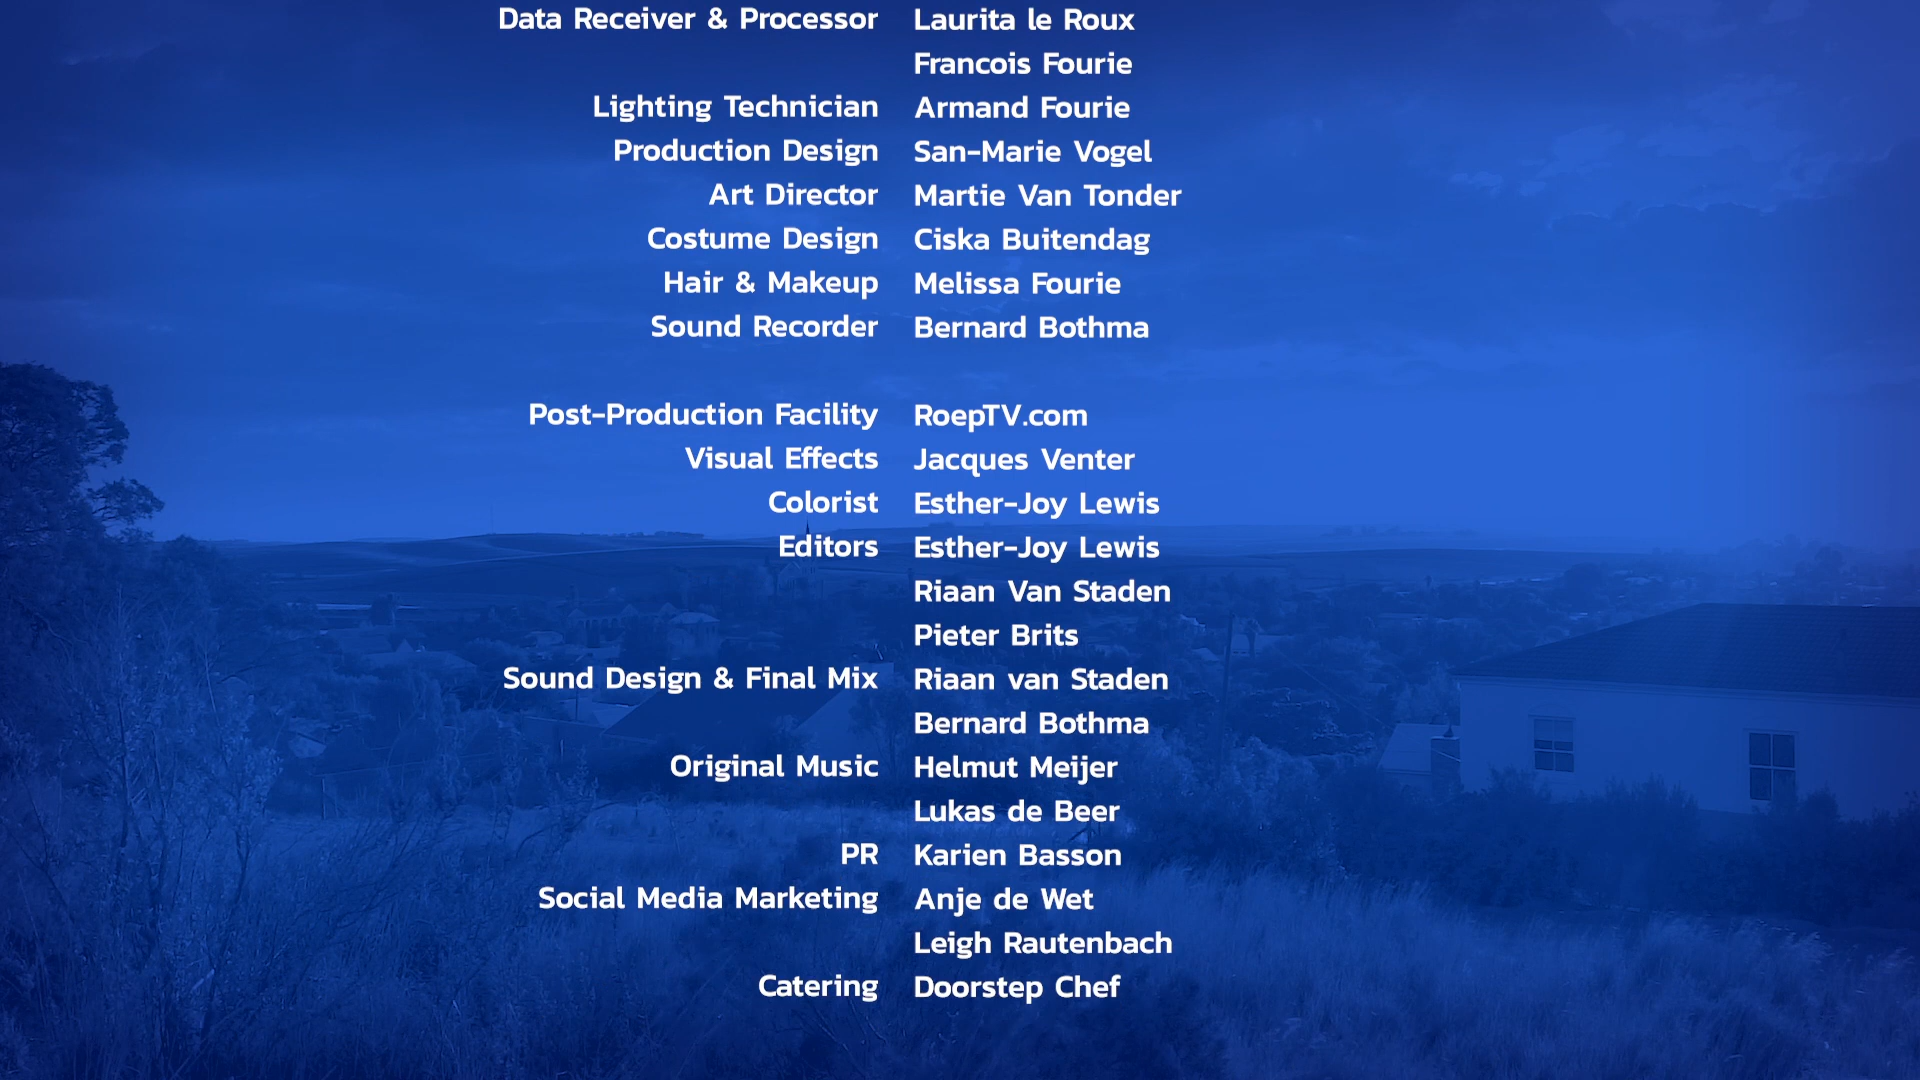 Data Receiver & Processor Laurita le Roux
Francois Fourie
Lighting Technician Armand Fourie
Production Design San-Marie Vogel
Art Director Martie Van Tonder
Costume Design Ciska Buitendag
Hair & Makeup Melissa Fourie
Sound Recorder Bernard Bothma
Post-Production Facility RoepTV.com
Visual Effects Jacques Venter
Colorist Esther-Joy Lewis
Editors Esther-Joy Lewis
Riaan Van Staden
Pieter Brits
Sound Design & Final Mix Riaan van Staden
Bernard Bothma
Original Music Helmut Meijer
Lukas de Beer
PR Karien Basson
Social Media Marketing Anje de Wet
Leigh Rautenbach
Catering Doorstep Chef